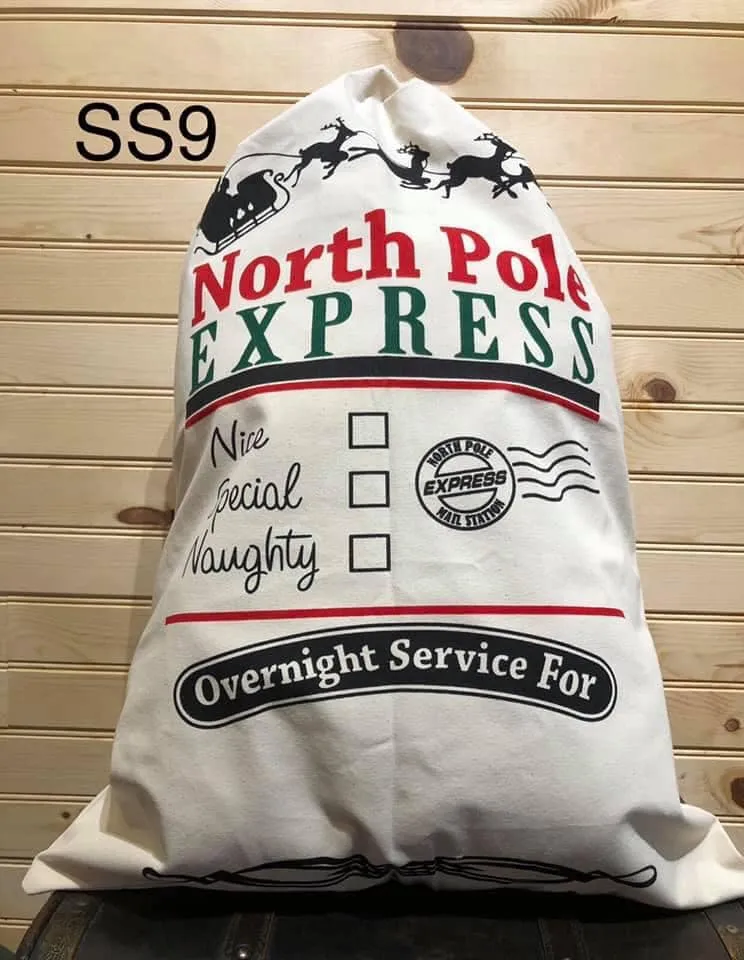 SS9
North Pole
EXPRESS
Nice
Special
Naughty
NORTH POLE
EXPRESS
MAIL STATION
Overnight Service For